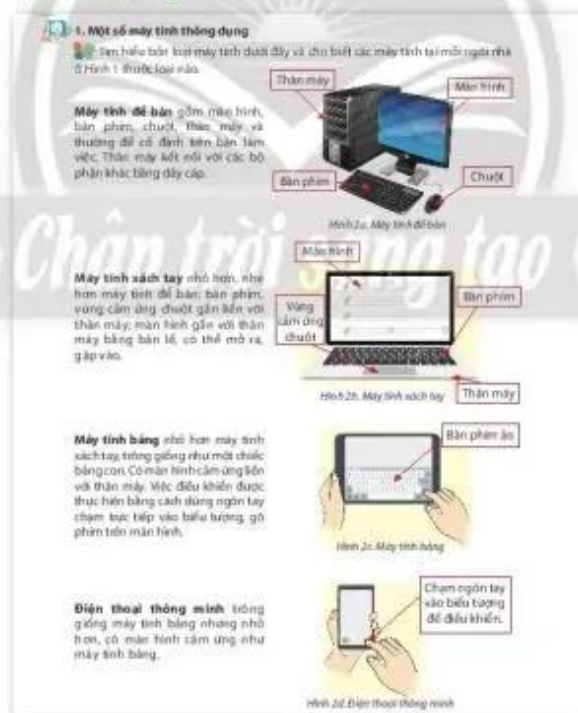 1. Một số máy tính thông dụng
Tìm hiểu bốn loại máy tính dưới đây và cho biết các máy tính tại mỗi ngôi nhà
ở Hình 1 thuộc loại nào.
Thân máy
Màn hình
Máy tính để bàn gồm màn hình,
bàn phím, chuột, thân máy và
thường để cố định trên bàn làm
việc. Thân máy kết nối với các bộ
phận khác bằng dây cáp.
Bàn phím
Chuột
Hình 2a. Máy tính để bàn
Chân trời sáng tạo
Màn hình
Máy tính xách tay nhỏ hơn, nhẹ
hơn máy tính để bàn; bàn phím,
vùng cảm ứng chuột gắn liền với
thân máy; màn hình gắn với thân
máy bằng bản lề, có thể mở ra,
gập vào.
Vùng
cảm ứng
chuột
Bàn phím
Thân máy
Hình 2b. Máy tính xách tay
Máy tính bảng nhỏ hơn máy tính
xách tay, trông giống như một chiếc
bảng con. Có màn hình cảm ứng liền
với thân máy. Việc điều khiển được
thực hiện bằng cách dùng ngón tay
chạm trực tiếp vào biểu tượng, gõ
phím trên màn hình.
Bàn phím ảo
Hình 2c. Máy tính bảng
Điện thoại thông minh trông
giống máy tính bảng nhưng nhỏ
hơn, có màn hình cảm ứng như
máy tính bảng.
Chạm ngón tay
vào biểu tượng
để điều khiển.
Hình 2d. Điện thoại thông minh